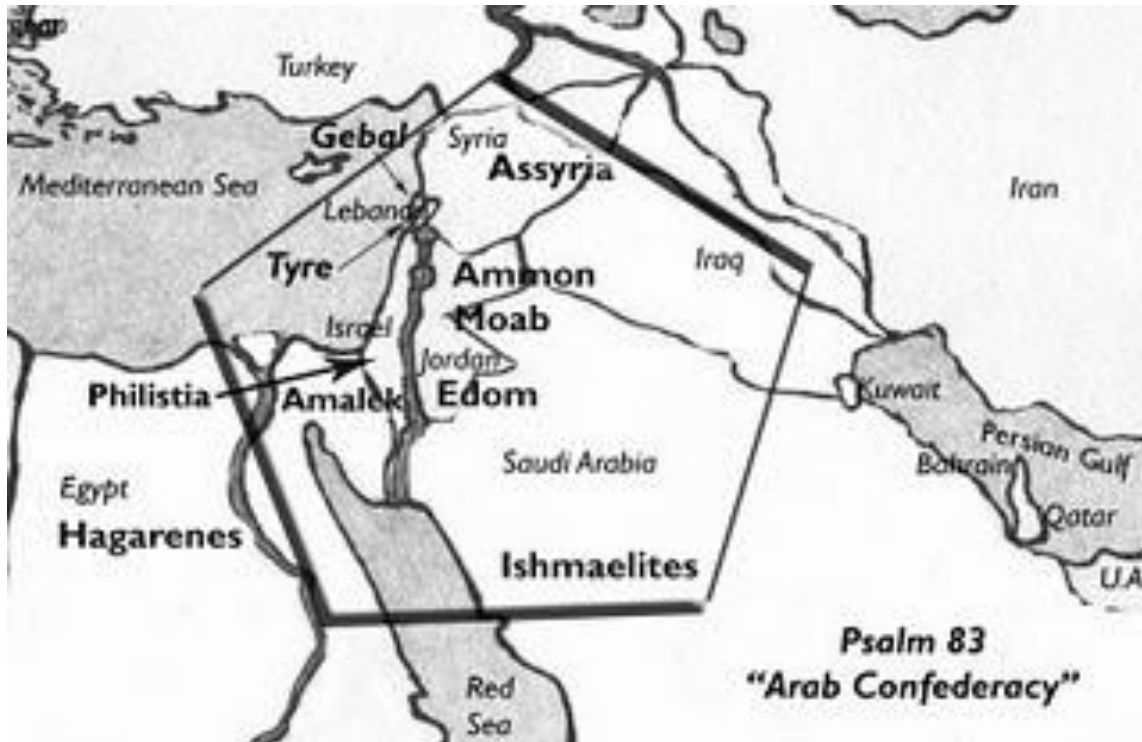 Turkey
Gebal
Syria
Assyria
Mediterranean Sea
Iran
Tyre
Ammon
Iraq
Moab
Israel
Jordan
Philistia
Amalek
Edom
Kuwait
Persian Gulf
Saudi Arabia
Bahrain
Egypt
Qatar
Hagarenes
Ishmaelites
U.A
Psalm 83
"Arab Confederacy"
Red
Sea